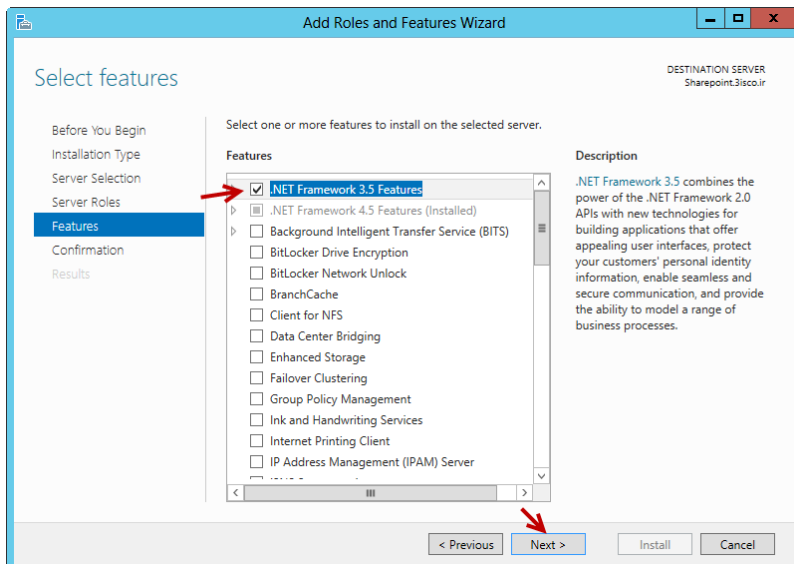 Add Roles and Features Wizard
Select features
DESTINATION SERVER
Sharepoint.3isco.ir
Before You Begin
Installation Type
Server Selection
Server Roles
Features
Confirmation
Results
Select one or more features to install on the selected server.
Features
.NET Framework 3.5 Features
.NET Framework 4.5 Features (Installed)
Background Intelligent Transfer Service (BITS)
BitLocker Drive Encryption
BitLocker Network Unlock
BranchCache
Client for NFS
Data Center Bridging
Enhanced Storage
Failover Clustering
Group Policy Management
Ink and Handwriting Services
Internet Printing Client
IP Address Management (IPAM) Server
Description
.NET Framework 3.5 combines the
power of the .NET Framework 2.0
APIs with new technologies for
building applications that offer
appealing user interfaces, protect
your customers' personal identity
information, enable seamless and
secure communication, and provide
the ability to model a range of
business processes.
< Previous
Next >
Install
Cancel